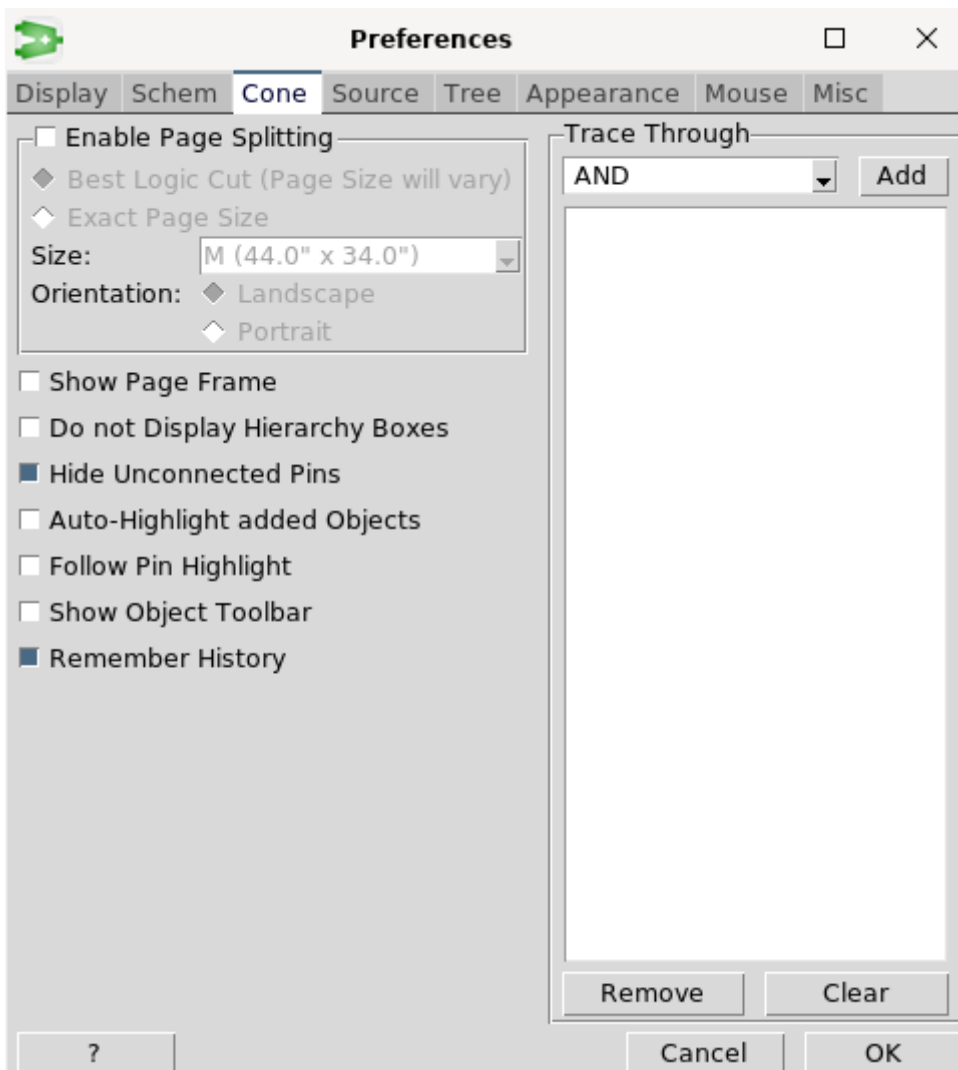 Preferences
Display Schem Cone Source Tree Appearance Mouse Misc
Enable Page Splitting
Best Logic Cut (Page Size will vary)
Exact Page Size
Size: M (44.0" x 34.0")
Orientation: Landscape
Portrait
Show Page Frame
Do not Display Hierarchy Boxes
Hide Unconnected Pins
Auto-Highlight added Objects
Follow Pin Highlight
Show Object Toolbar
Remember History
Trace Through
AND Add
Remove Clear
? Cancel OK